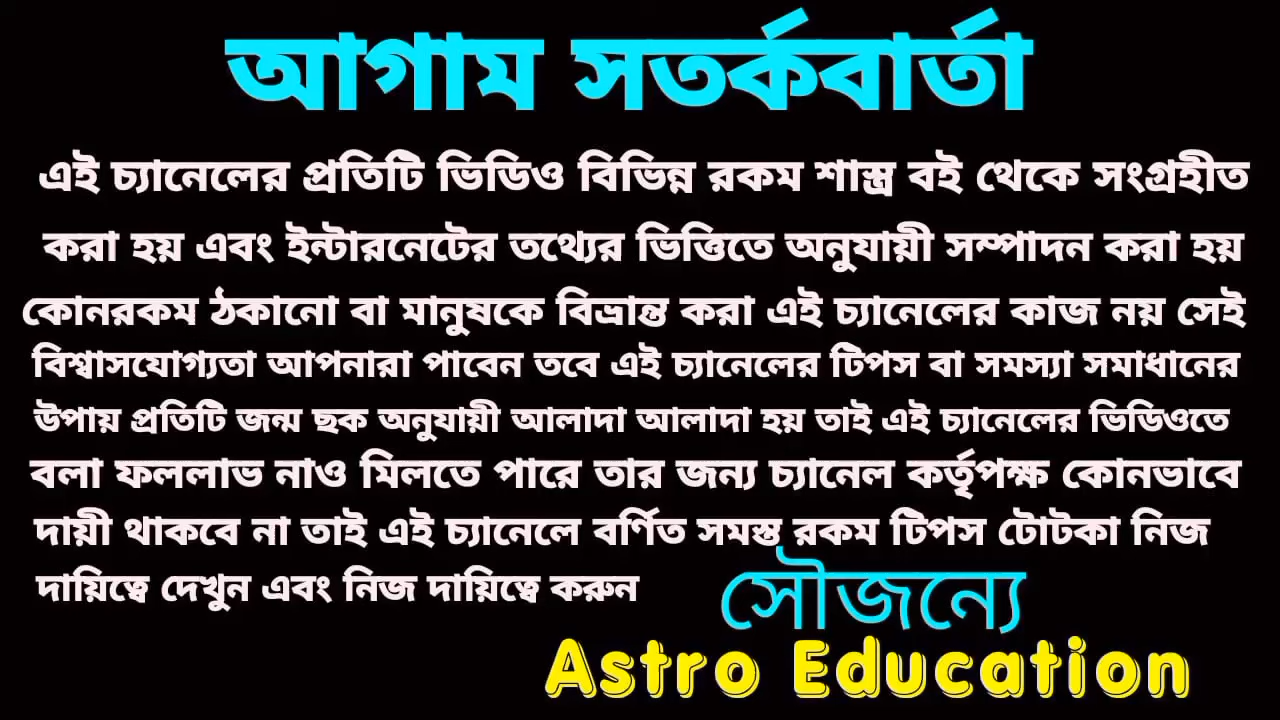 আগাম সতর্কবার্তা
এই চ্যানেলের প্রতিটি ভিডিও বিভিন্ন রকম শাস্ত্র বই থেকে সংগ্রহীত
করা হয় এবং ইন্টারনেটের তথ্যের ভিত্তিতে অনুযায়ী সম্পাদন করা হয়
কোনরকম ঠকানো বা মানুষকে বিভ্রান্ত করা এই চ্যানেলের কাজ নয় সেই
বিশ্বাসযোগ্যতা আপনারা পাবেন তবে এই চ্যানেলের টিপস বা সমস্যা সমাধানের
উপায় প্রতিটি জন্ম ছক অনুযায়ী আলাদা আলাদা হয় তাই এই চ্যানেলের ভিডিওতে
বলা ফললাভ নাও মিলতে পারে তার জন্য চ্যানেল কর্তৃপক্ষ কোনভাবে
দায়ী থাকবে না তাই এই চ্যানেলে বর্ণিত সমস্ত রকম টিপস টোটকা নিজ
দায়িত্বে দেখুন এবং নিজ দায়িত্বে করুন
সৌজন্যে
Astro Education